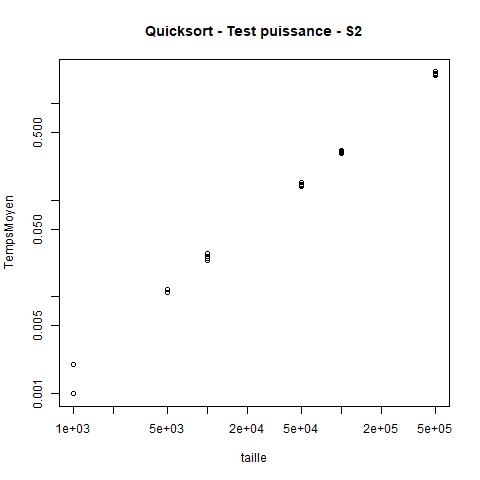 Quicksort - Test puissance - S2
TempsMoyen
0.500
0.050
0.005
0.001
1e+03 5e+03 2e+04 5e+04 2e+05 5e+05
taille